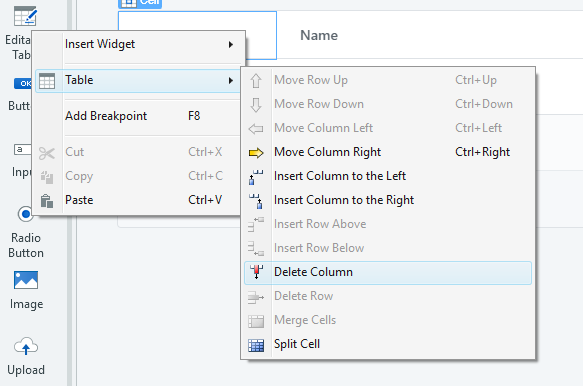 Cell
Name
Edita
Tab
OK
Butt
Inpu
Radio
Button
Image
Upload
Insert Widget
Table
Add Breakpoint F8
Cut Ctrl+X
Copy Ctrl+C
Paste Ctrl+V
Move Row Up Ctrl+Up
Move Row Down Ctrl+Down
Move Column Left Ctrl+Left
Move Column Right Ctrl+Right
Insert Column to the Left
Insert Column to the Right
Insert Row Above
Insert Row Below
Delete Column
Delete Row
Merge Cells
Split Cell